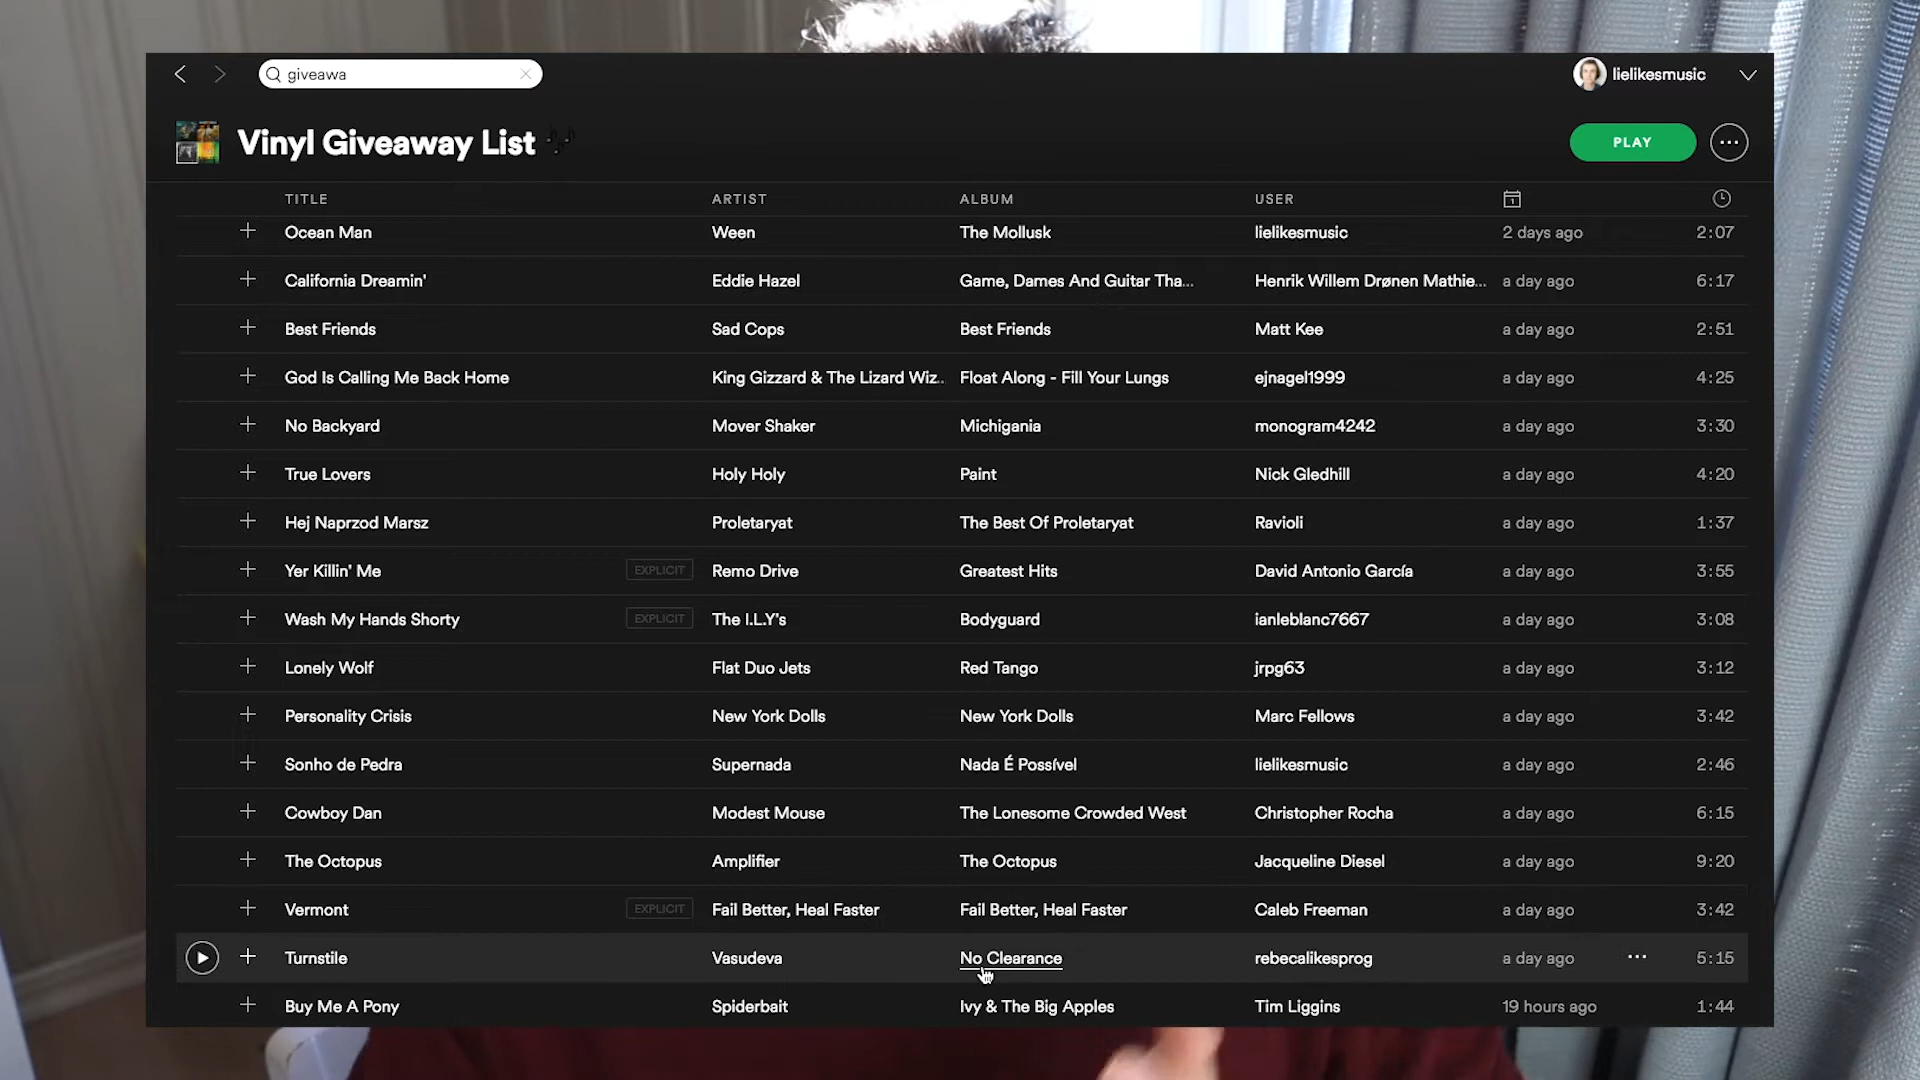 giveawa
lielikesmusic
Vinyl Giveaway List
PLAY
TITLE ARTIST ALBUM USER
Ocean Man Ween The Mollusk lielikesmusic 2 days ago 2:07
California Dreamin' Eddie Hazel Game, Dames And Guitar Tha... Henrik Willem Drønen Mathie... a day ago 6:17
Best Friends Sad Cops Best Friends Matt Kee a day ago 2:51
God Is Calling Me Back Home King Gizzard & The Lizard Wiz... Float Along - Fill Your Lungs ejnagel1999 a day ago 4:25
No Backyard Mover Shaker Michigania monogram4242 a day ago 3:30
True Lovers Holy Holy Paint Nick Gledhill a day ago 4:20
Hej Naprzod Marsz Proletaryat The Best Of Proletaryat Ravioli a day ago 1:37
Yer Killin' Me EXPLICIT Remo Drive Greatest Hits David Antonio García a day ago 3:55
Wash My Hands Shorty EXPLICIT The I.L.Y's Bodyguard ianleblanc7667 a day ago 3:08
Lonely Wolf Flat Duo Jets Red Tango jrpg63 a day ago 3:12
Personality Crisis New York Dolls New York Dolls Marc Fellows a day ago 3:42
Sonho de Pedra Supernada Nada É Possível lielikesmusic a day ago 2:46
Cowboy Dan Modest Mouse The Lonesome Crowded West Christopher Rocha a day ago 6:15
The Octopus Amplifier The Octopus Jacqueline Diesel a day ago 9:20
Vermont EXPLICIT Fail Better, Heal Faster Fail Better, Heal Faster Caleb Freeman a day ago 3:42
Turnstile Vasudeva No Clearance rebecalikesprog a day ago ... 5:15
Buy Me A Pony Spiderbait Ivy & The Big Apples Tim Liggins 19 hours ago 1:44